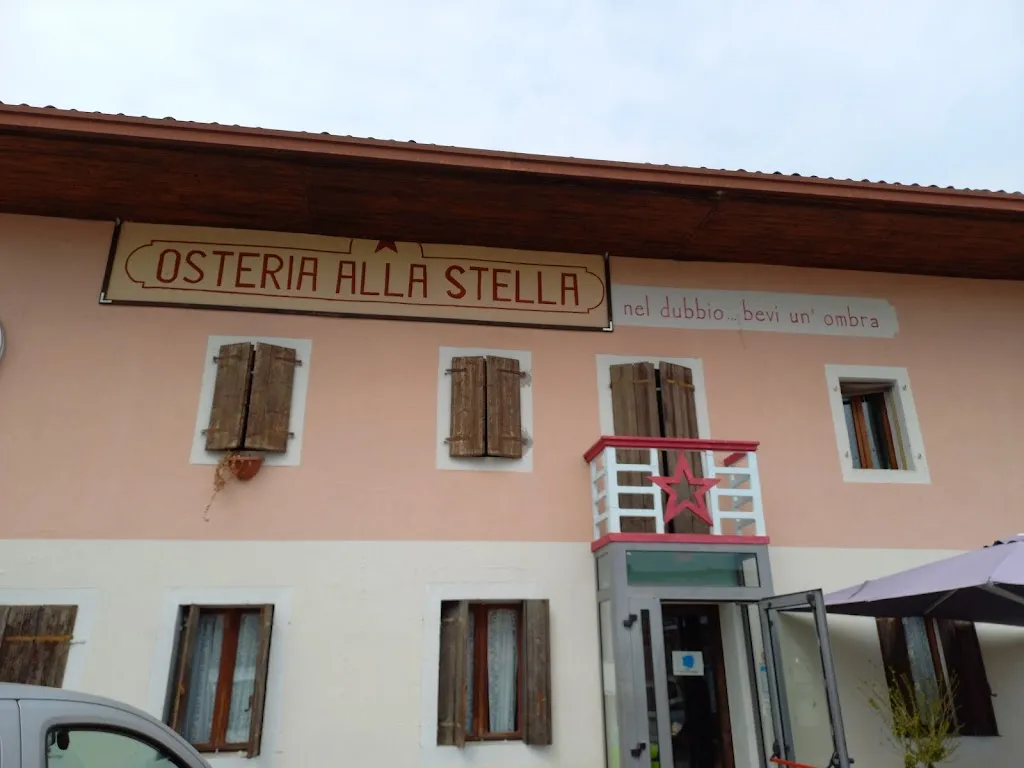 OSTERIA ALLA STELLA
nel dubbio... bevi un' ombra